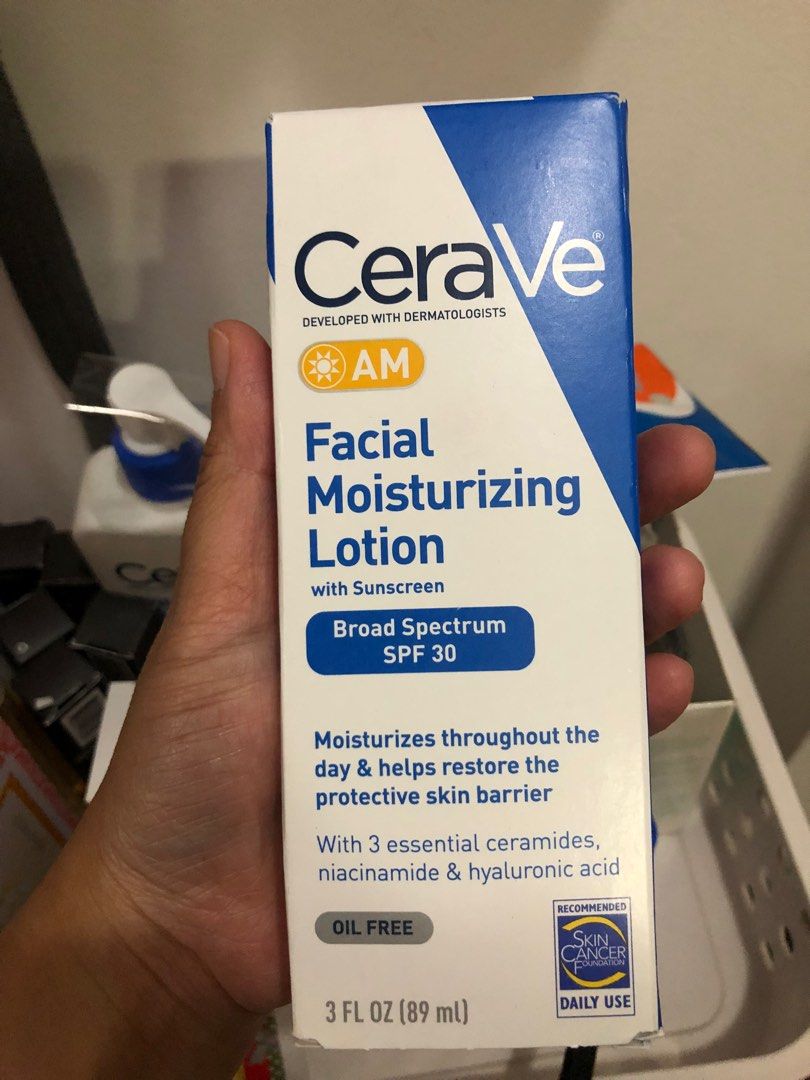 CeraVe®
DEVELOPED WITH DERMATOLOGISTS
AM
Facial
Moisturizing
Lotion
with Sunscreen
Broad Spectrum
SPF 30
Moisturizes throughout the
day & helps restore the
protective skin barrier
With 3 essential ceramides,
niacinamide & hyaluronic acid
OIL FREE
RECOMMENDED
SKIN
CANCER
FOUNDATION
DAILY USE
3 FL OZ (89 ml)
Ce